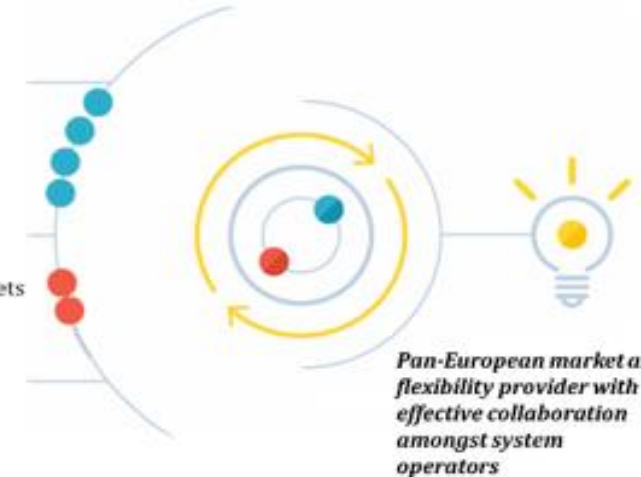 ets
Pan-European market a
flexibility provider with
effective collaboration
amongst system
operators